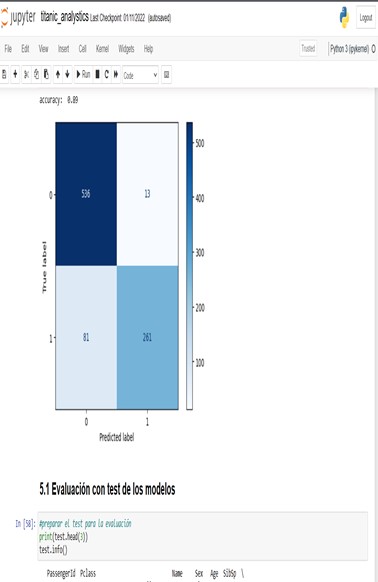 jupyter titanic_analystics Last Checkpoint: 01/11/2022 (autosaved)
Logout
File Edit View Insert Cell Kernel Widgets Help
Trusted
Python 3 (ipykernel)
Run
Code
accuracy: 0.89
536
13
81
261
0
1
True label
0
1
Predicted label
500
400
300
200
100
5.1 Evaluación con test de los modelos
In [58]:
#preparar el test para la evaluación
print(test.head(3))
test.info()
PassengerId Pclass Name Sex Age SibSp \